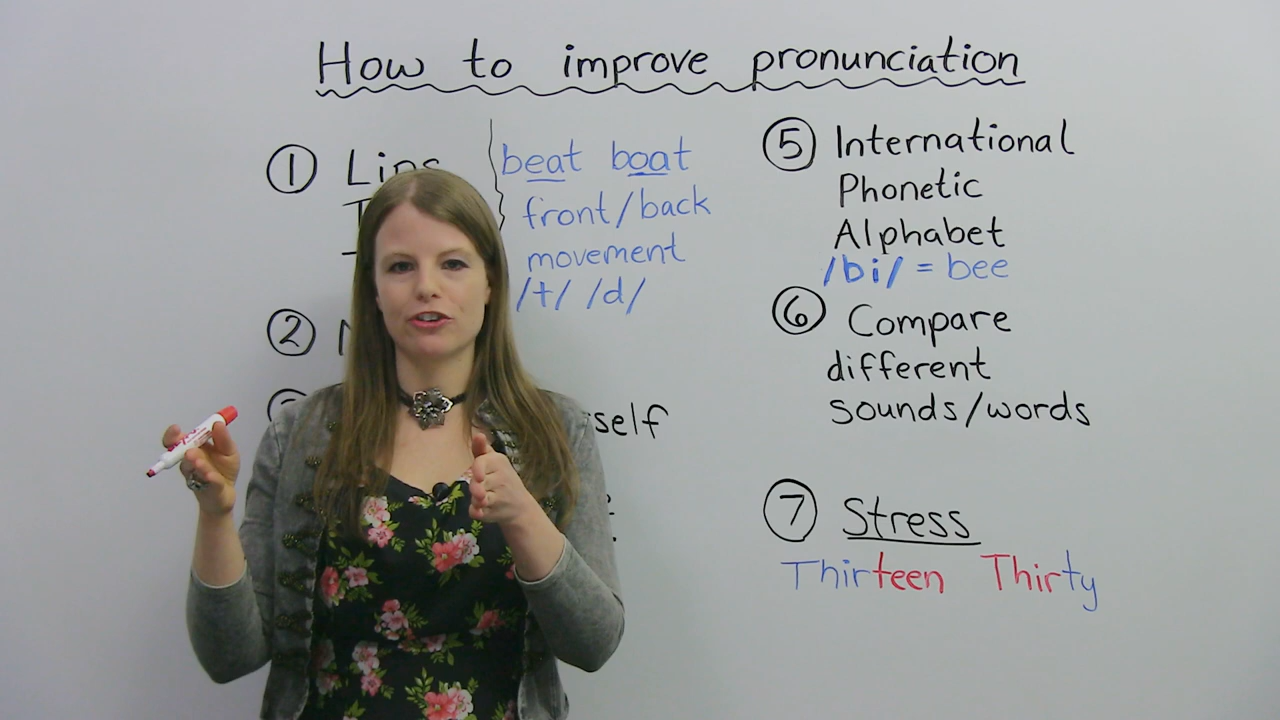 How to improve pronunciation
① Lips
beat boat
front/back
movement
/t/ /d/
②
self
⑤ International
Phonetic
Alphabet
/bi/ = bee
⑥ Compare
different
sounds/words
⑦ Stress
Thirteen Thirty